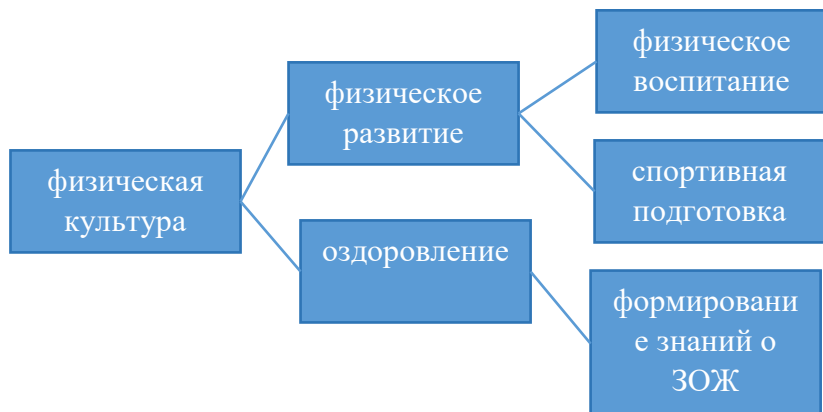 физическая
культура
физическое
развитие
физическое
воспитание
спортивная
подготовка
оздоровление
формировани
е знаний о
ЗОЖ